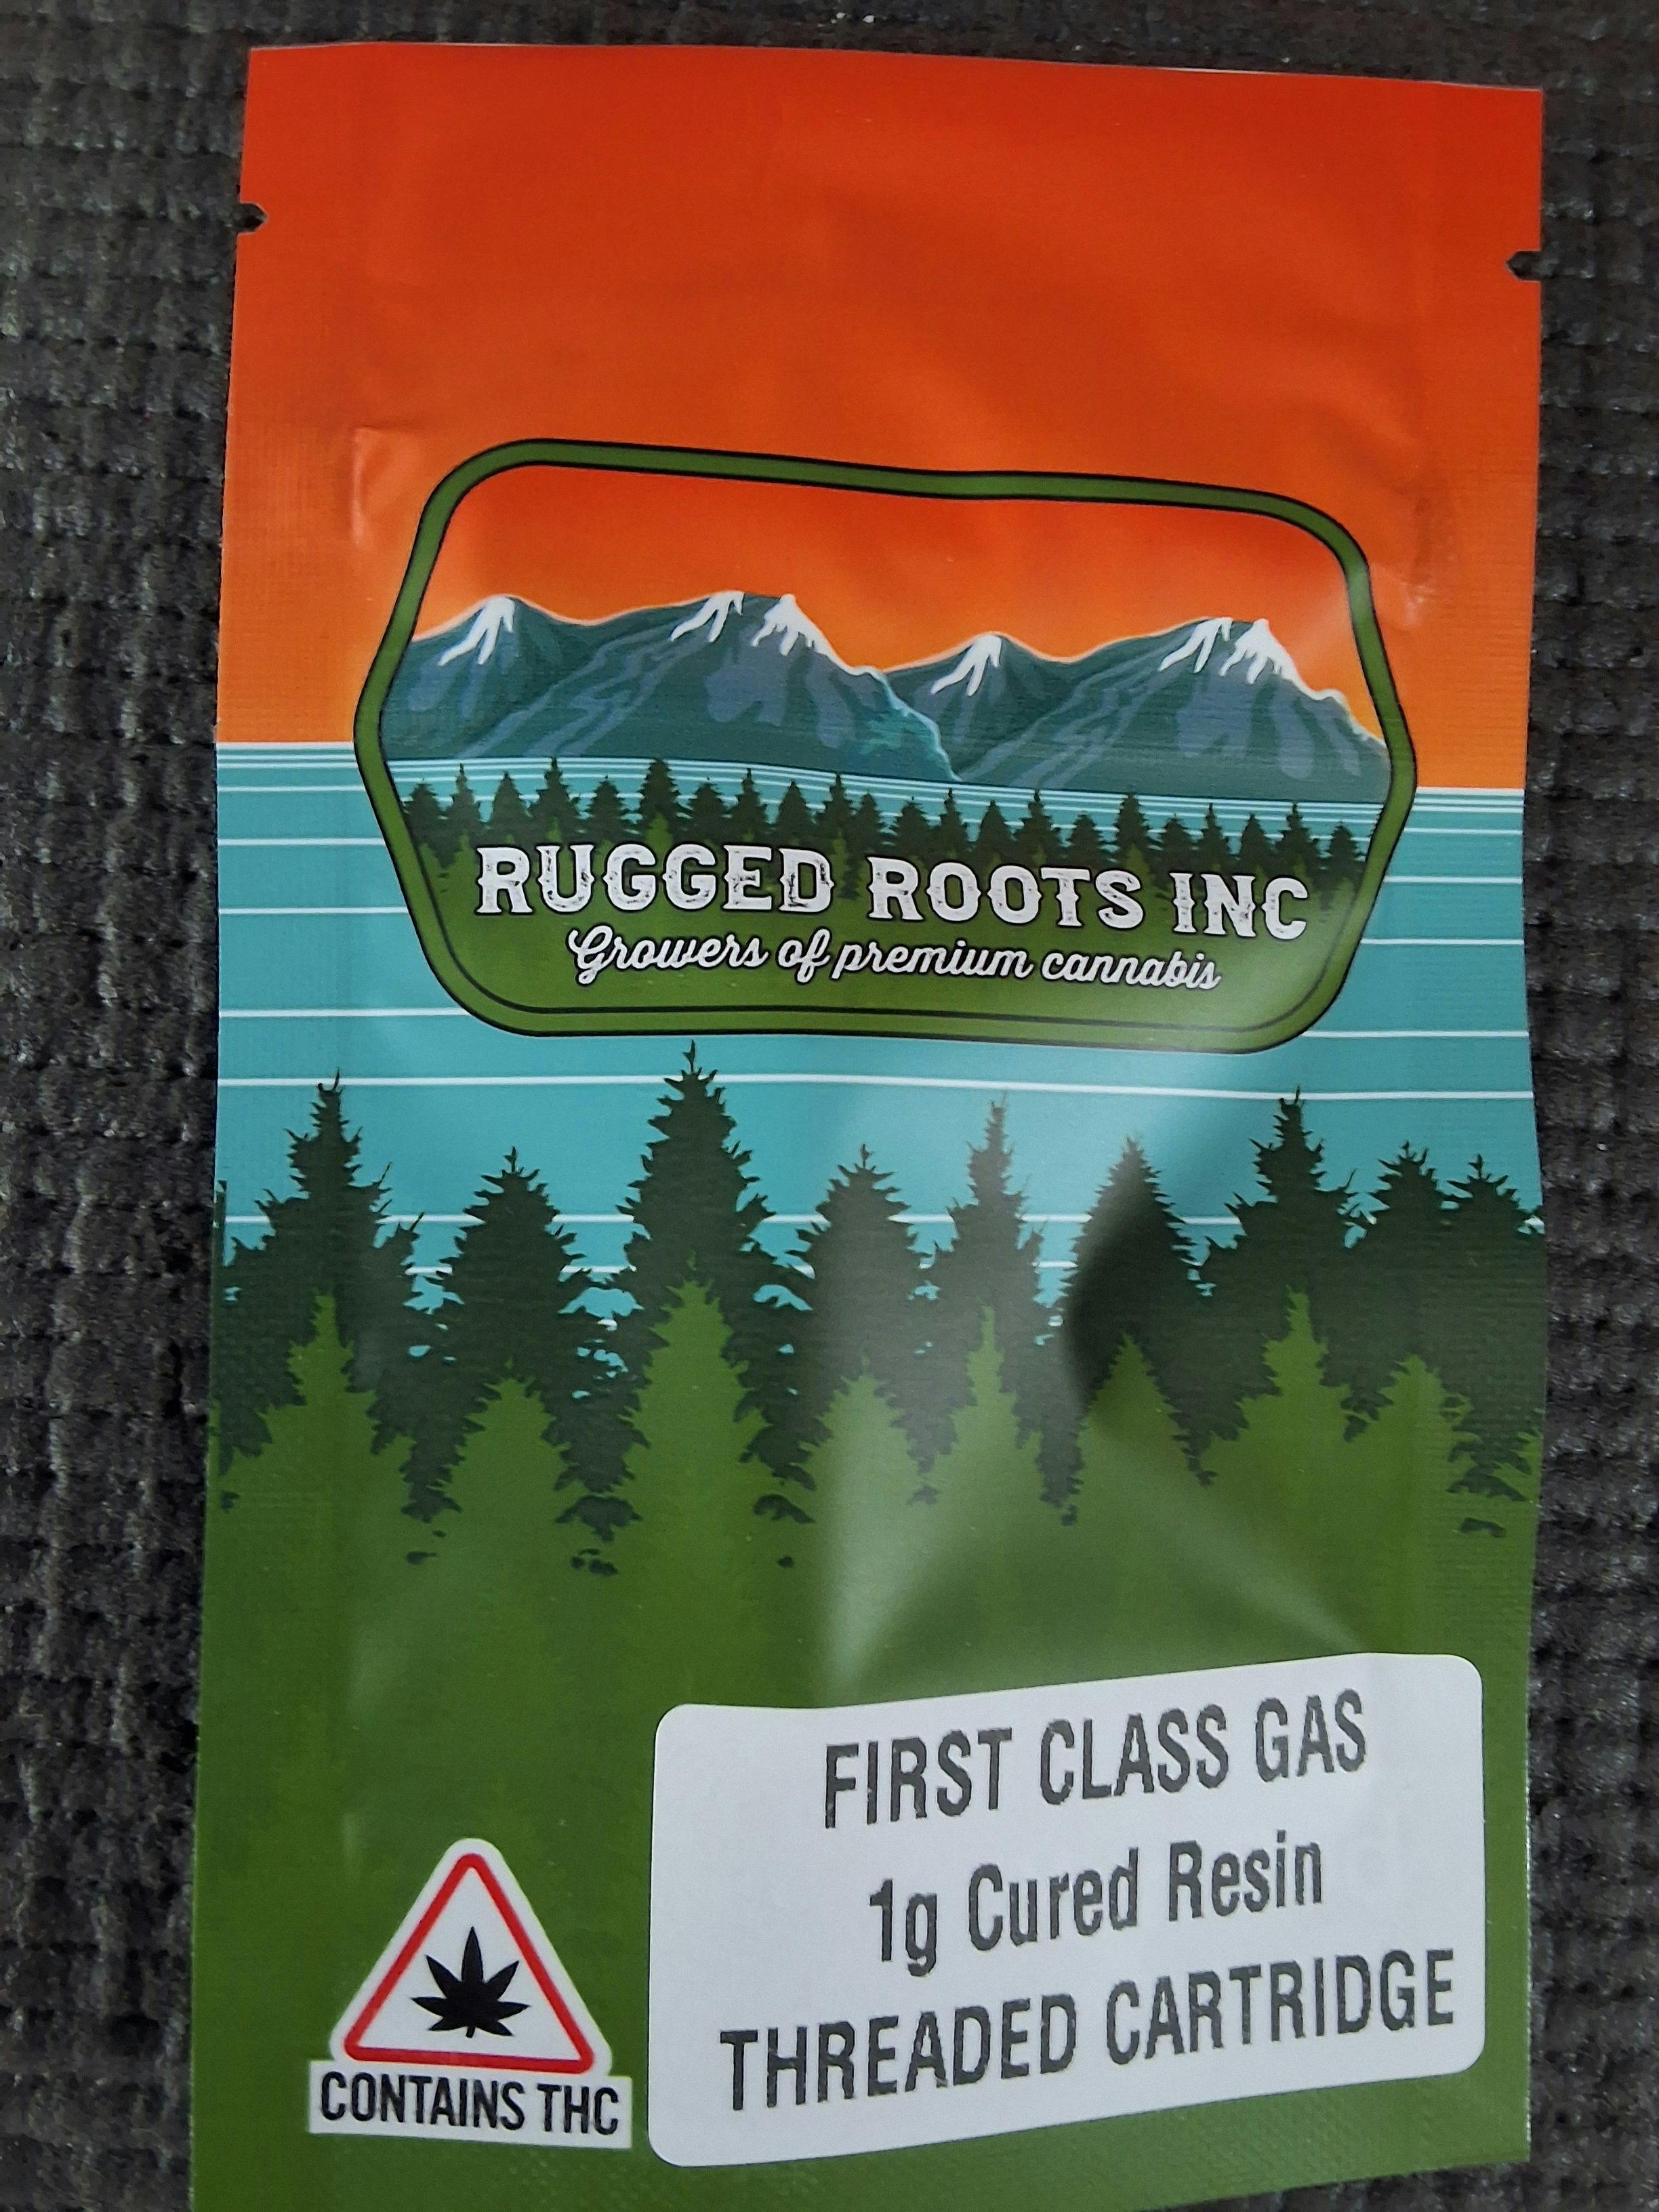 RUGGED ROOTS INC
Growers of premium cannabis
FIRST CLASS GAS
1g Cured Resin
THREADED CARTRIDGE
CONTAINS THC